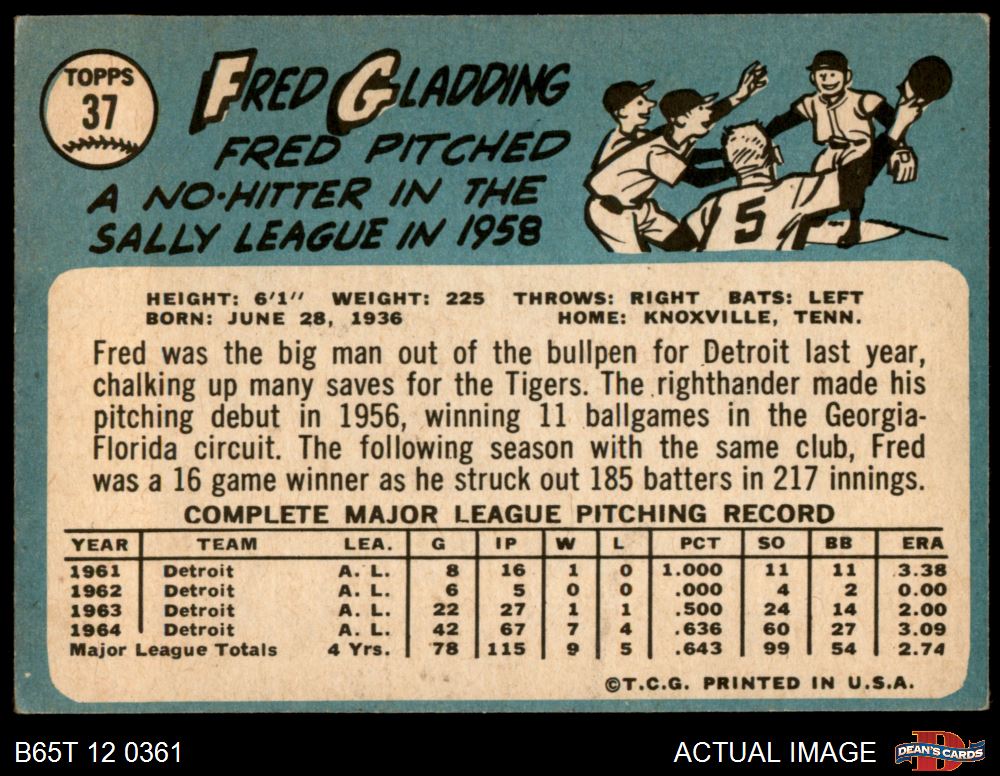 TOPPS
37
FRED GLADDING
FRED PITCHED
A NO-HITTER IN THE
SALLY LEAGUE IN 1958
5
HEIGHT: 6'1" WEIGHT: 225 THROWS: RIGHT BATS: LEFT
BORN: JUNE 28, 1936 HOME: KNOXVILLE, TENN.
Fred was the big man out of the bullpen for Detroit last year,
chalking up many saves for the Tigers. The righthander made his
pitching debut in 1956, winning 11 ballgames in the Georgia-
Florida circuit. The following season with the same club, Fred
was a 16 game winner as he struck out 185 batters in 217 innings.
COMPLETE MAJOR LEAGUE PITCHING RECORD
YEAR TEAM LEA. G IP W L PCT SO BB ERA
1961 Detroit A. L. 8 16 1 0 1.000 11 11 3.38
1962 Detroit A. L. 6 5 0 0 .000 4 2 0.00
1963 Detroit A. L. 22 27 1 1 .500 24 14 2.00
1964 Detroit A. L. 42 67 7 4 .636 60 27 3.09
Major League Totals 4 Yrs. 78 115 9 5 .643 99 54 2.74
©T.C.G. PRINTED IN U.S.A.
B65T 12 0361 ACTUAL IMAGE D DEAN'S CARDS